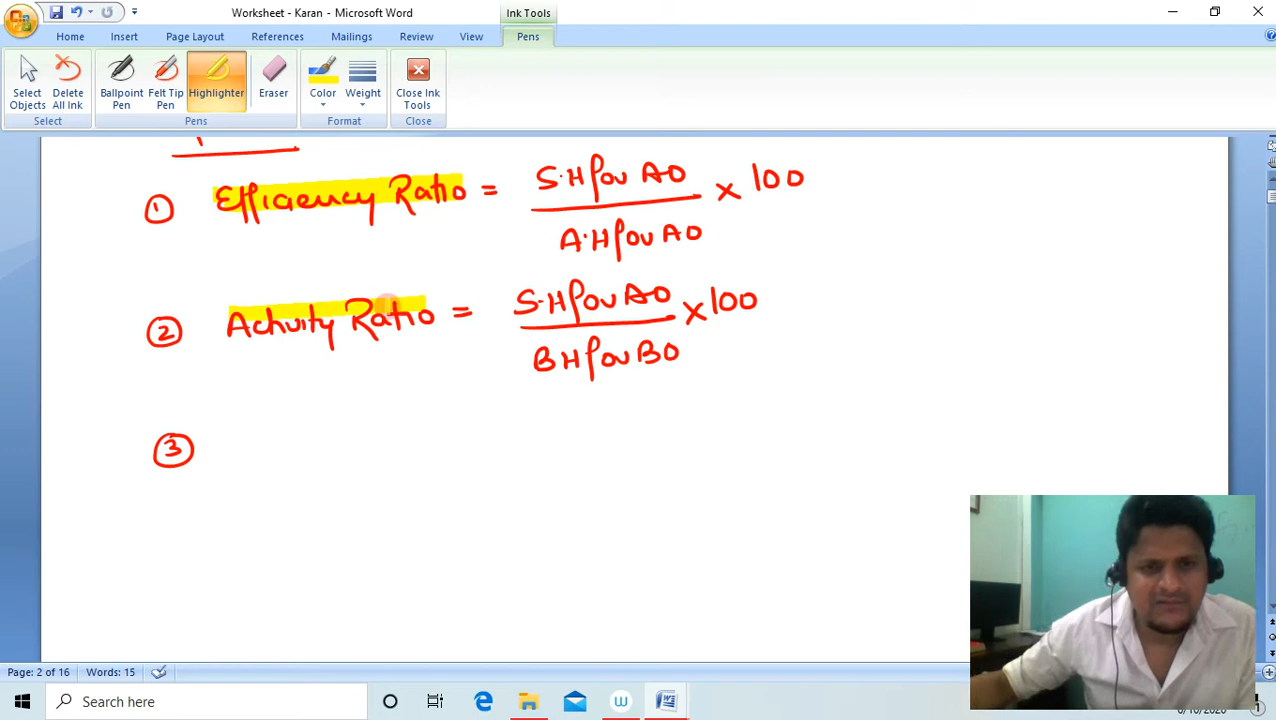 Worksheet - Karan - Microsoft Word
Ink Tools
Home Insert Page Layout References Mailings Review View Pens
Select Objects
Delete All Ink
Ballpoint Pen
Felt Tip Pen
Highlighter
Eraser
Color
Weight
Close Ink Tools
Select Pens Format Close
① Efficiency Ratio = S.H for AO / A.H for AO × 100
② Activity Ratio = S.H for AO / BH for BO × 100
③
Page: 2 of 16 Words: 15
Search here